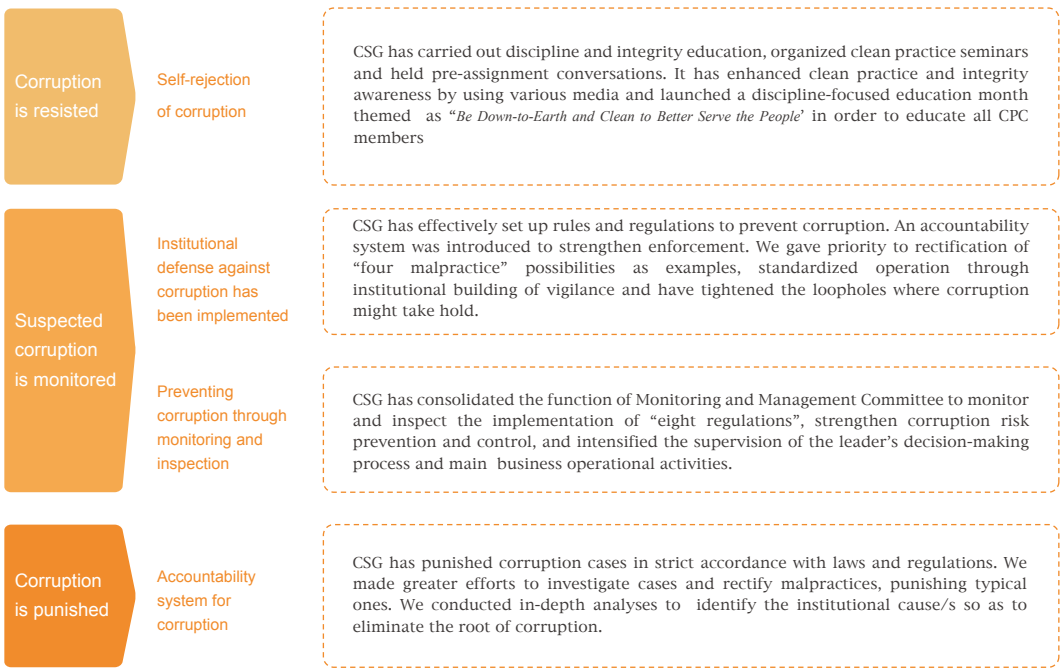 Corruption
is resisted
Self-rejection
of corruption
CSG has carried out discipline and integrity education, organized clean practice seminars
and held pre-assignment conversations. It has enhanced clean practice and integrity
awareness by using various media and launched a discipline-focused education month
themed as “Be Down-to-Earth and Clean to Better Serve the People’ in order to educate all CPC
members
Suspected
corruption
is monitored
Institutional
defense against
corruption has
been implemented
CSG has effectively set up rules and regulations to prevent corruption. An accountability
system was introduced to strengthen enforcement. We gave priority to rectification of
“four malpractice” possibilities as examples, standardized operation through
institutional building of vigilance and have tightened the loopholes where corruption
might take hold.
Preventing
corruption through
monitoring and
inspection
CSG has consolidated the function of Monitoring and Management Committee to monitor
and inspect the implementation of “eight regulations”, strengthen corruption risk
prevention and control, and intensified the supervision of the leader’s decision-making
process and main business operational activities.
Corruption
is punished
Accountability
system for
corruption
CSG has punished corruption cases in strict accordance with laws and regulations. We
made greater efforts to investigate cases and rectify malpractices, punishing typical
ones. We conducted in-depth analyses to identify the institutional cause/s so as to
eliminate the root of corruption.